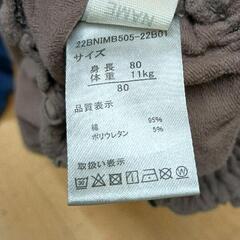 NAME
22BNIMB505-22B01
サイズ
身長 80
体重 11kg
80
品質表示
綿 95%
ポリウレタン 5%
取扱い表示